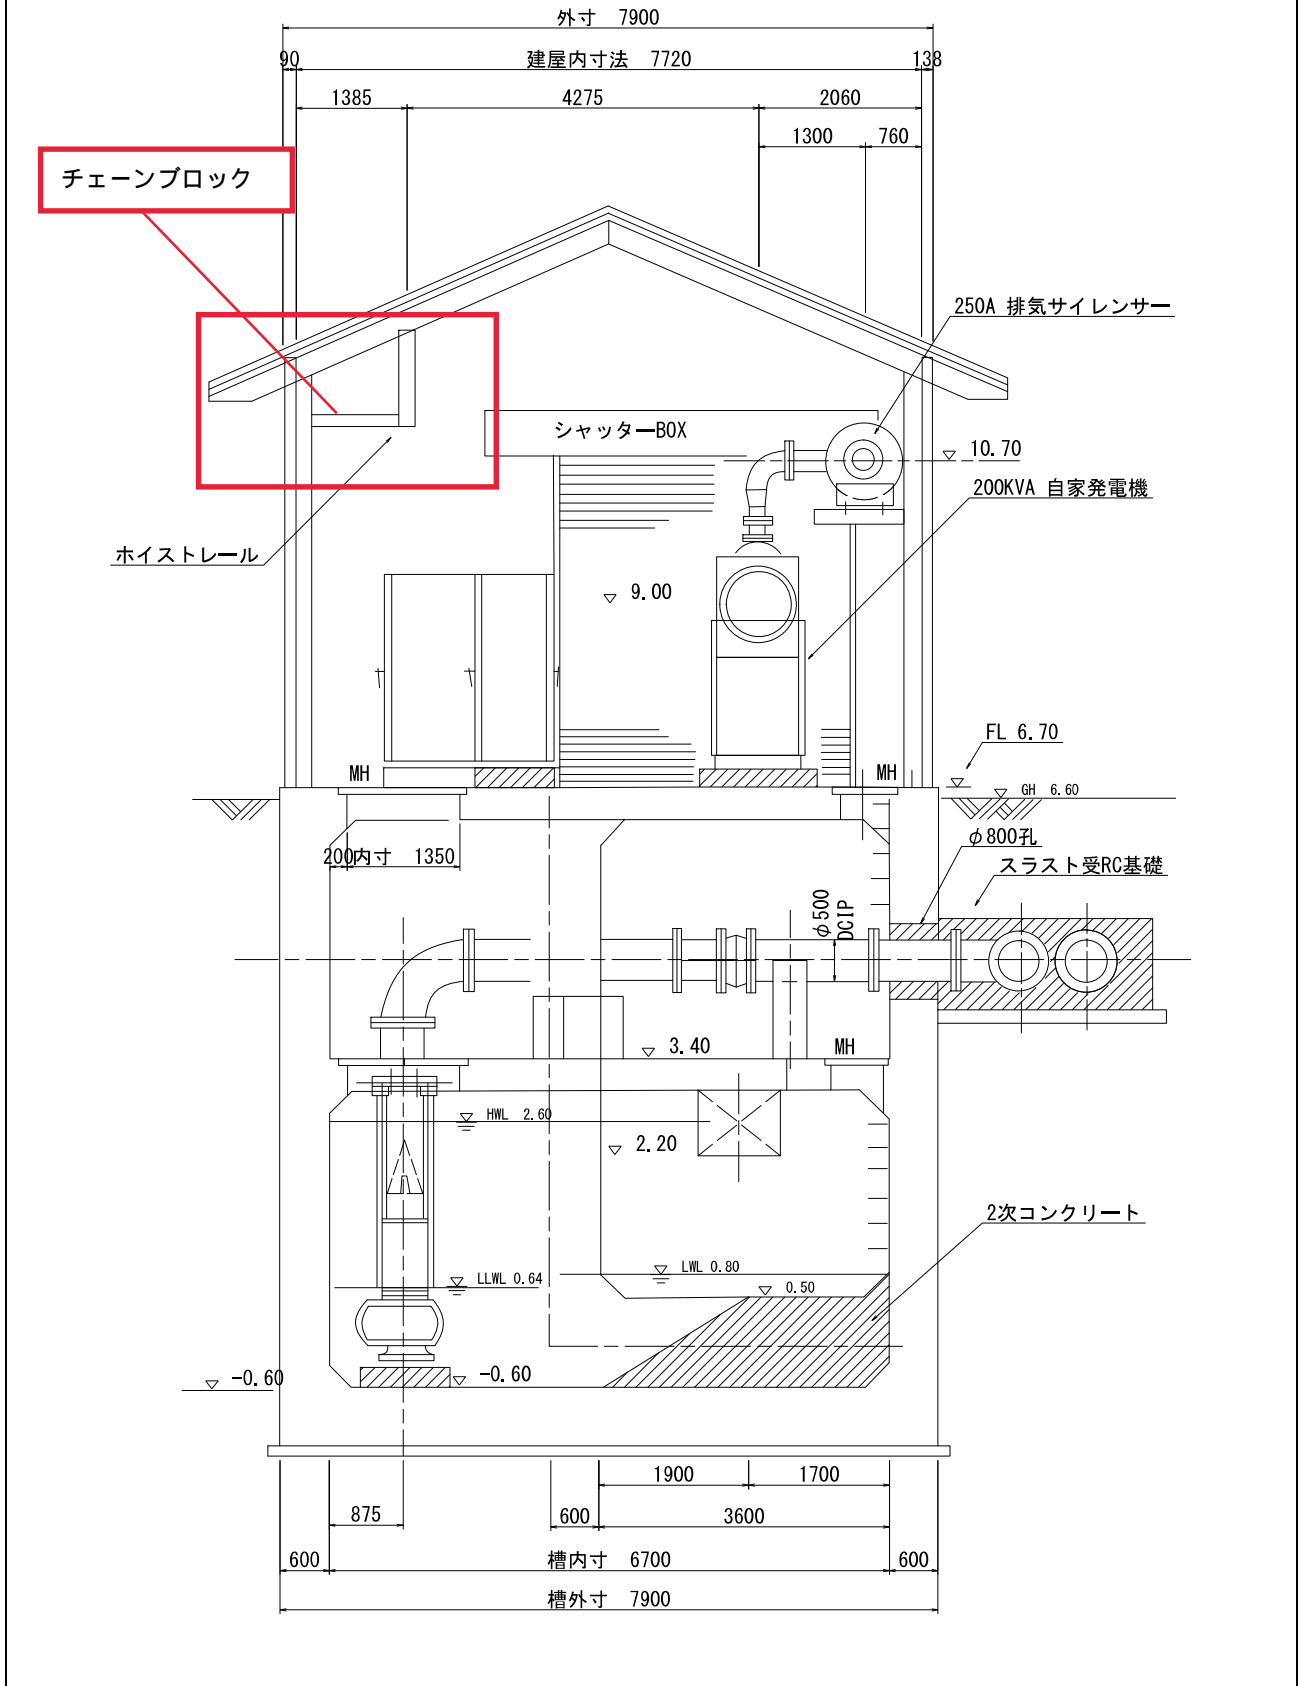 外寸 7900
90
建屋内寸法 7720
138
1385
4275
2060
1300
760
チェーンブロック
250A 排気サイレンサー
シャッターBOX
10.70
200KVA 自家発電機
ホイストレール
9.00
FL 6.70
MH
MH
GH 6.60
φ800孔
200
内寸 1350
スラスト受RC基礎
φ500
DCIP
3.40
MH
HWL 2.60
2.20
2次コンクリート
LWL 0.80
LLWL 0.64
0.50
-0.60
-0.60
1900
1700
875
600
3600
600
槽内寸 6700
600
槽外寸 7900